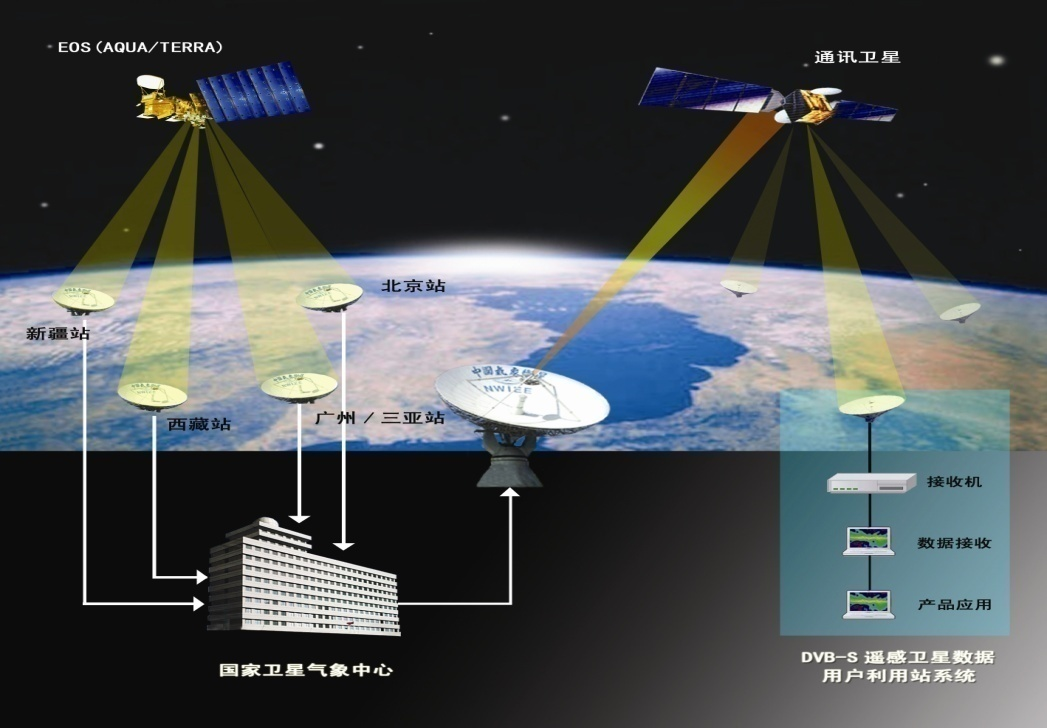 EOS(AQUA/TERRA)
通讯卫星
北京站
新疆站
广州/三亚站
西藏站
NWIEE
接收机
数据接收
产品应用
国家卫星气象中心
DVB-S 遥感卫星数据
用户利用站系统